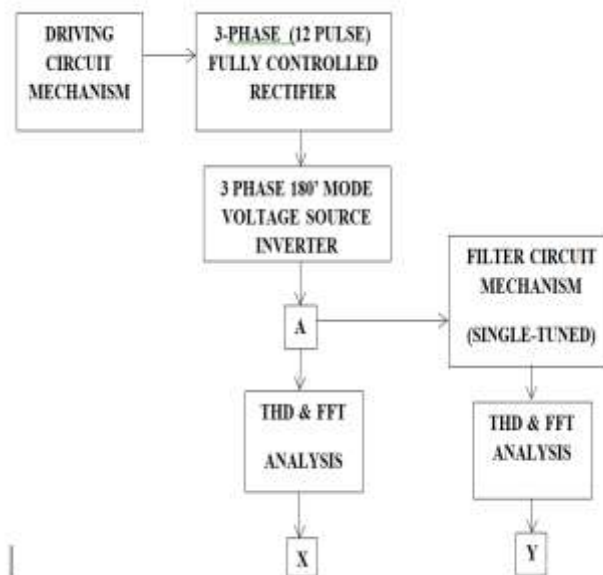 DRIVING
CIRCUIT
MECHANISM
3-PHASE (12 PULSE)
FULLY CONTROLLED
RECTIFIER
3 PHASE 180' MODE
VOLTAGE SOURCE
INVERTER
FILTER CIRCUIT
MECHANISM
(SINGLE-TUNED)
A
THD & FFT
ANALYSIS
THD & FFT
ANALYSIS
X
Y